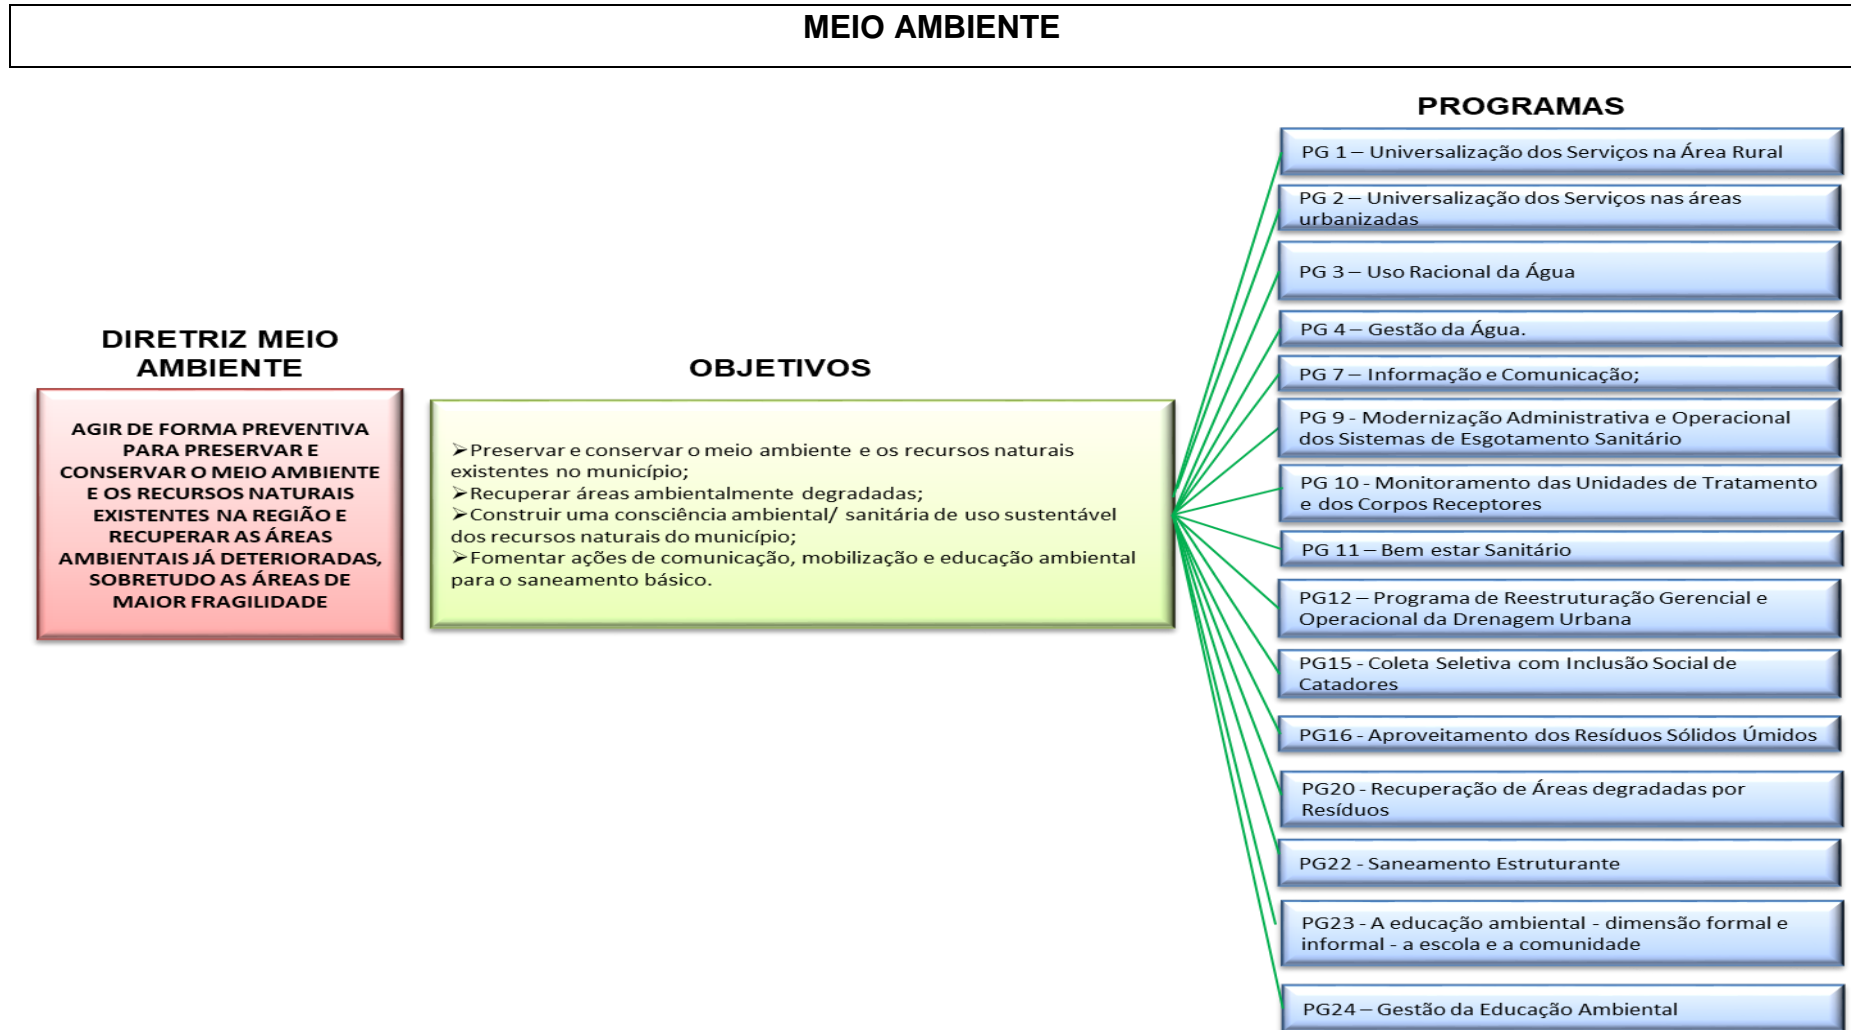 MEIO AMBIENTE
DIRETRIZ MEIO
AMBIENTE
AGIR DE FORMA PREVENTIVA
PARA PRESERVAR E
CONSERVAR O MEIO AMBIENTE
E OS RECURSOS NATURAIS
EXISTENTES NA REGIÃO E
RECUPERAR AS ÁREAS
AMBIENTAIS JÁ DETERIORADAS,
SOBRETUDO AS ÁREAS DE
MAIOR FRAGILIDADE
OBJETIVOS
➢Preservar e conservar o meio ambiente e os recursos naturais
existentes no município;
➢Recuperar áreas ambientalmente degradadas;
➢Construir uma consciência ambiental/ sanitária de uso sustentável
dos recursos naturais do município;
➢Fomentar ações de comunicação, mobilização e educação ambiental
para o saneamento básico.
PROGRAMAS
PG 1 – Universalização dos Serviços na Área Rural
PG 2 – Universalização dos Serviços nas áreas
urbanizadas
PG 3 – Uso Racional da Água
PG 4 – Gestão da Água.
PG 7 – Informação e Comunicação;
PG 9 - Modernização Administrativa e Operacional
dos Sistemas de Esgotamento Sanitário
PG 10 - Monitoramento das Unidades de Tratamento
e dos Corpos Receptores
PG 11 – Bem estar Sanitário
PG12 – Programa de Reestruturação Gerencial e
Operacional da Drenagem Urbana
PG15 - Coleta Seletiva com Inclusão Social de
Catadores
PG16 - Aproveitamento dos Resíduos Sólidos Úmidos
PG20 - Recuperação de Áreas degradadas por
Resíduos
PG22 - Saneamento Estruturante
PG23 - A educação ambiental - dimensão formal e
informal - a escola e a comunidade
PG24 – Gestão da Educação Ambiental